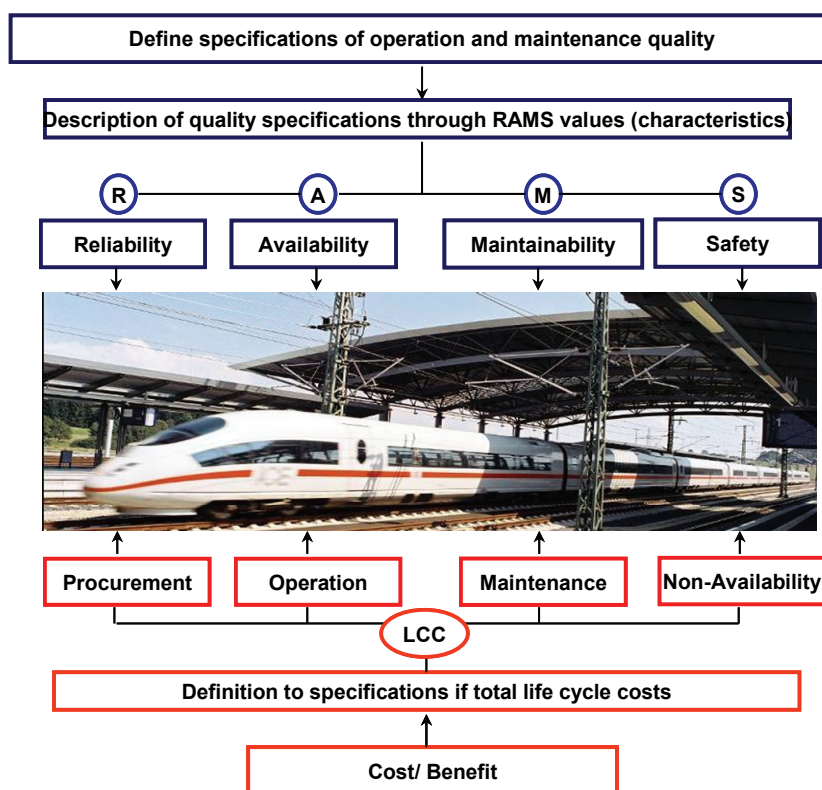 Define specifications of operation and maintenance quality
Description of quality specifications through RAMS values (characteristics)
R A M S
Reliability Availability Maintainability Safety
Procurement Operation Maintenance Non-Availability
LCC
Definition to specifications if total life cycle costs
Cost/ Benefit